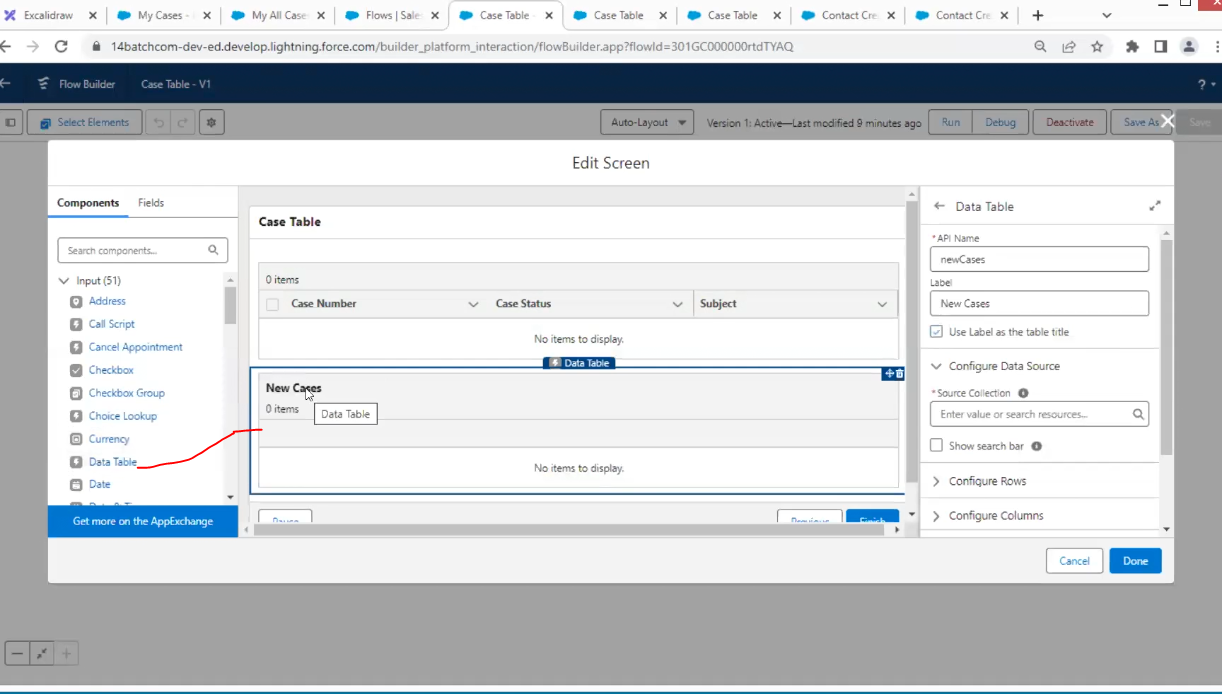 Excalidraw
My Cases -
My All Case
Flows | Sale
Case Table -
Case Table
Case Table
Contact Cre
Contact Cre
14batchcom-dev-ed.develop.lightning.force.com/builder_platform_interaction/flowBuilder.app?flowId=301GC000000rtdTYAQ
Flow Builder
Case Table - V1
?
Select Elements
Auto-Layout
Version 1: Active—Last modified 9 minutes ago
Run
Debug
Deactivate
Save As
Save
Edit Screen
Components
Fields
Search components...
Input (51)
Address
Call Script
Cancel Appointment
Checkbox
Checkbox Group
Choice Lookup
Currency
Data Table
Date
Get more on the AppExchange
Case Table
0 items
Case Number
Case Status
Subject
No items to display.
Data Table
New Cases
0 items
Data Table
No items to display.
Pause
Previous
Finish
Data Table
*API Name
newCases
Label
New Cases
Use Label as the table title
Configure Data Source
*Source Collection
Enter value or search resources...
Show search bar
Configure Rows
Configure Columns
Cancel
Done